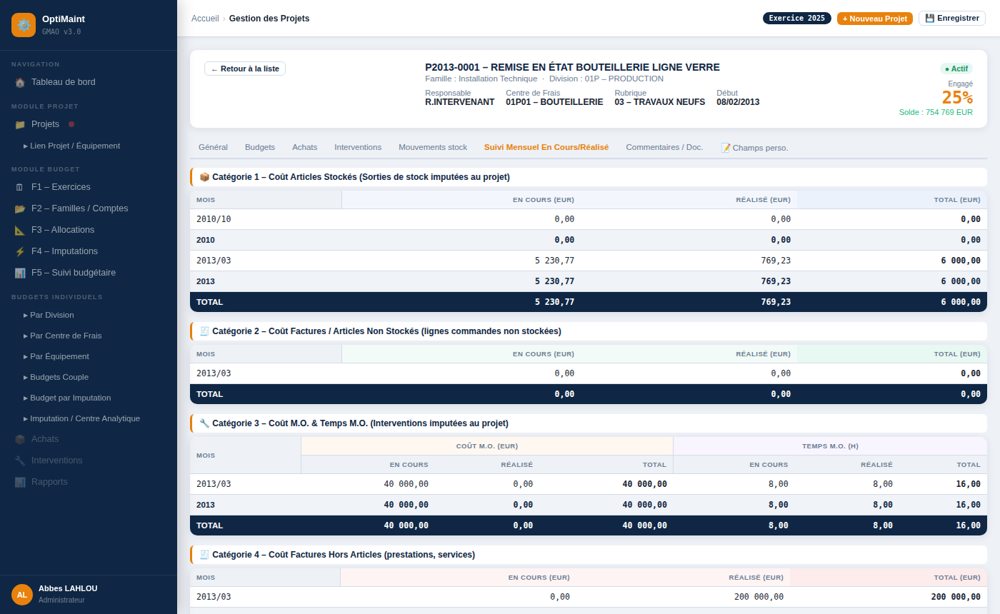 OptiMaint
GMAO v3.0
NAVIGATION
Tableau de bord
MODULE PROJET
Projets
▸ Lien Projet / Équipement
MODULE BUDGET
F1 – Exercices
F2 – Familles / Comptes
F3 – Allocations
F4 – Imputations
F5 – Suivi budgétaire
BUDGETS INDIVIDUELS
▸ Par Division
▸ Par Centre de Frais
▸ Par Équipement
▸ Budgets Couple
▸ Budget par Imputation
▸ Imputation / Centre Analytique
Achats
Interventions
Rapports
AL
Abbes LAHLOU
Administrateur
Accueil › Gestion des Projets
Exercice 2025
+ Nouveau Projet
💾 Enregistrer
← Retour à la liste
P2013-0001 – REMISE EN ÉTAT BOUTEILLERIE LIGNE VERRE
Famille : Installation Technique · Division : 01P – PRODUCTION
Responsable Centre de Frais Rubrique Début
R.INTERVENANT 01P01 – BOUTEILLERIE 03 – TRAVAUX NEUFS 08/02/2013
● Actif
Engagé
25%
Solde : 754 769 EUR
Général Budgets Achats Interventions Mouvements stock Suivi Mensuel En Cours/Réalisé Commentaires / Doc. 📝 Champs perso.
📦 Catégorie 1 – Coût Articles Stockés (Sorties de stock imputées au projet)
MOIS EN COURS (EUR) RÉALISÉ (EUR) TOTAL (EUR)
2010/10 0,00 0,00 0,00
2010 0,00 0,00 0,00
2013/03 5 230,77 769,23 6 000,00
2013 5 230,77 769,23 6 000,00
TOTAL 5 230,77 769,23 6 000,00
🧾 Catégorie 2 – Coût Factures / Articles Non Stockés (lignes commandes non stockées)
MOIS EN COURS (EUR) RÉALISÉ (EUR) TOTAL (EUR)
2013/03 0,00 0,00 0,00
TOTAL 0,00 0,00 0,00
🔧 Catégorie 3 – Coût M.O. & Temps M.O. (Interventions imputées au projet)
MOIS COÛT M.O. (EUR) TEMPS M.O. (H)
EN COURS RÉALISÉ TOTAL EN COURS RÉALISÉ TOTAL
2013/03 40 000,00 0,00 40 000,00 8,00 8,00 16,00
2013 40 000,00 0,00 40 000,00 8,00 8,00 16,00
TOTAL 40 000,00 0,00 40 000,00 8,00 8,00 16,00
🧾 Catégorie 4 – Coût Factures Hors Articles (prestations, services)
MOIS EN COURS (EUR) RÉALISÉ (EUR) TOTAL (EUR)
2013/03 0,00 200 000,00 200 000,00